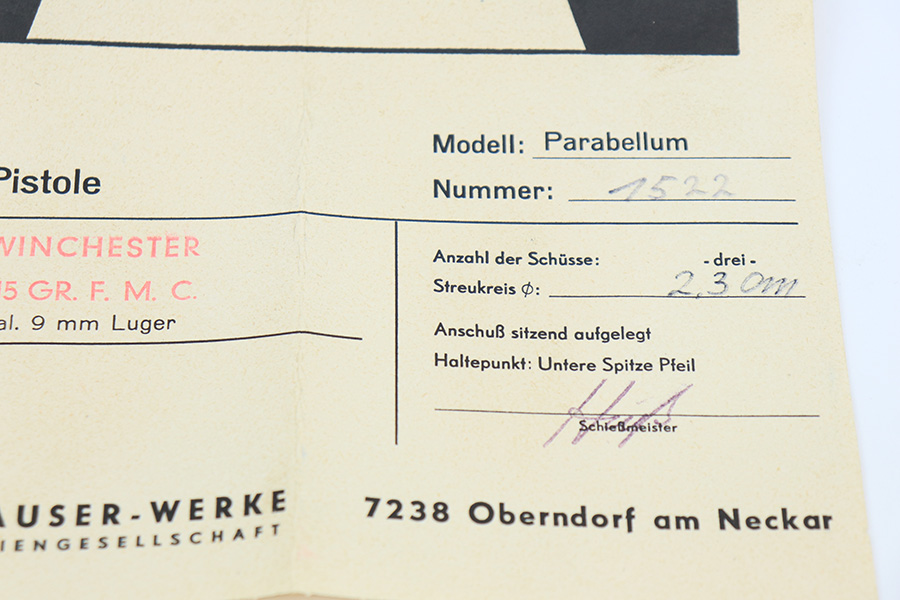 Modell: Parabellum
Pistole
Nummer: 1522
WINCHESTER
15 GR. F. M. C.
al. 9 mm Luger
Anzahl der Schüsse: - drei -
Streukreis φ: 2,3 cm
Anschuß sitzend aufgelegt
Haltepunkt: Untere Spitze Pfeil
Schießmeister
AUSER-WERKE
IENGESELLSCHAFT
7238 Oberndorf am Neckar